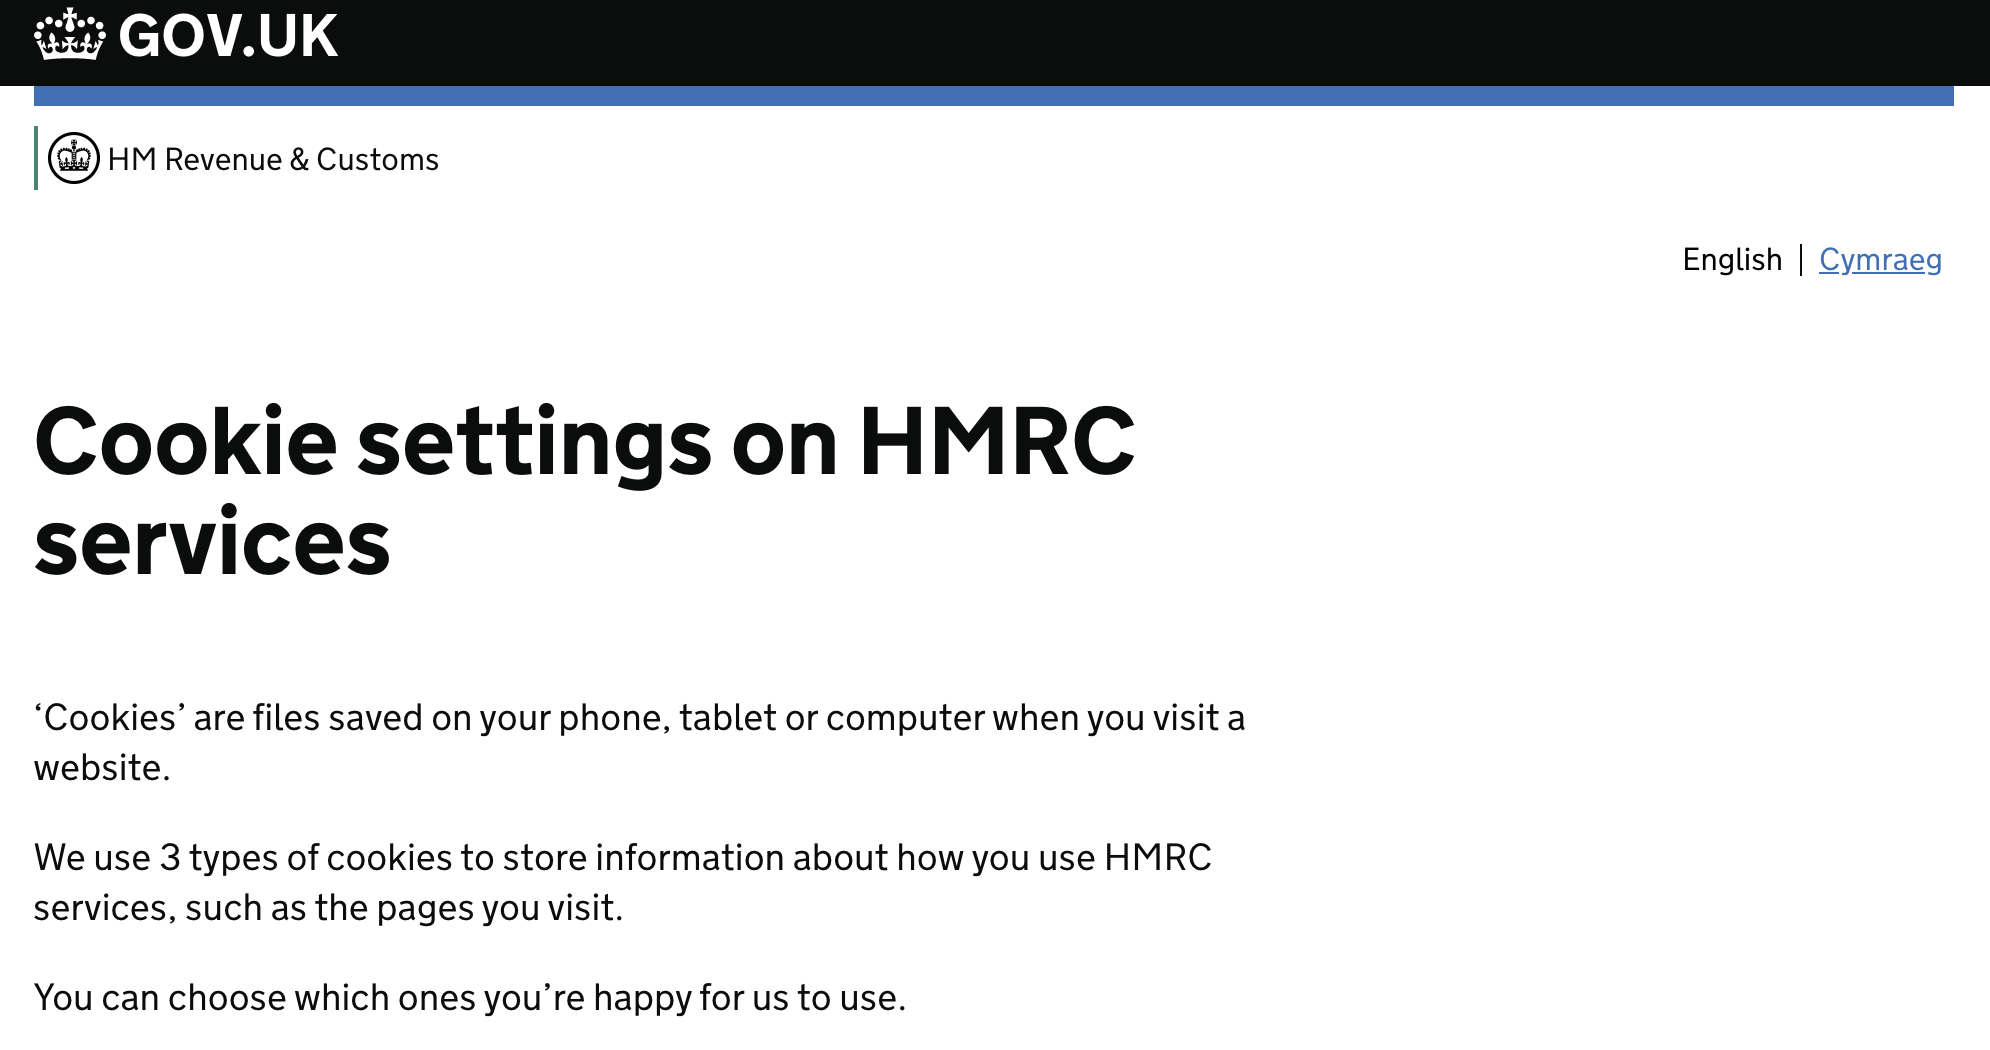 GOV.UK
HM Revenue & Customs
English | Cymraeg
Cookie settings on HMRC
services
‘Cookies’ are files saved on your phone, tablet or computer when you visit a
website.
We use 3 types of cookies to store information about how you use HMRC
services, such as the pages you visit.
You can choose which ones you’re happy for us to use.